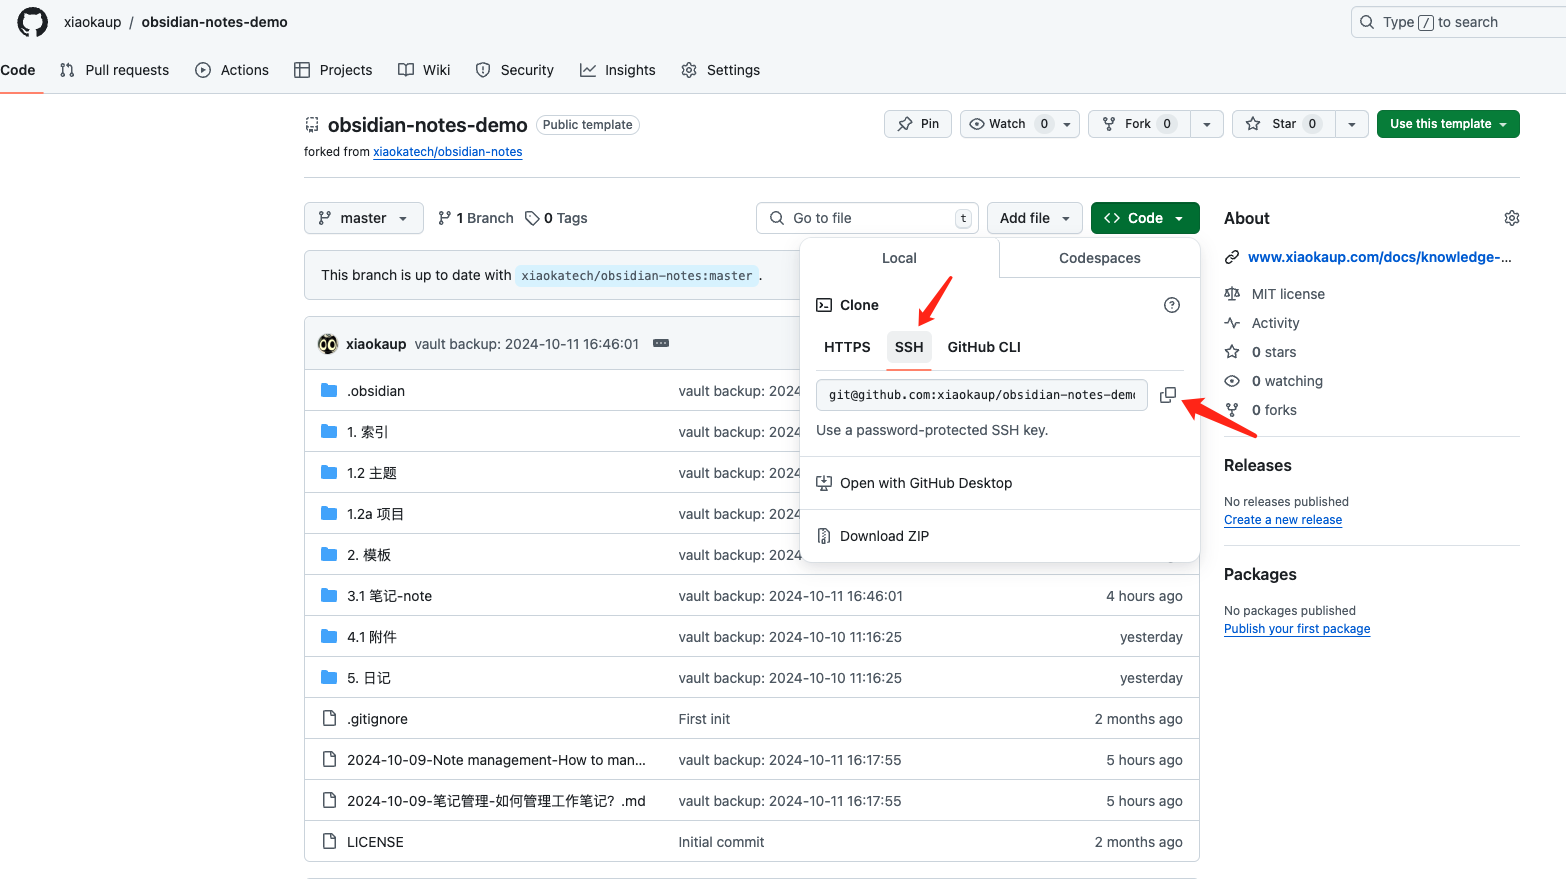 xiaokaup / obsidian-notes-demo
Type / to search
Code Pull requests Actions Projects Wiki Security Insights Settings
obsidian-notes-demo Public template
Pin Watch 0 Fork 0 Star 0 Use this template
forked from xiaokatech/obsidian-notes
master 1 Branch 0 Tags
Go to file t Add file Code
This branch is up to date with xiaokatech/obsidian-notes:master .
Local Codespaces
Clone
HTTPS SSH GitHub CLI
git@github.com:xiaokaup/obsidian-notes-demo
Use a password-protected SSH key.
Open with GitHub Desktop
Download ZIP
xiaokaup vault backup: 2024-10-11 16:46:01
.obsidian vault backup: 2024
1. 索引 vault backup: 2024
1.2 主题 vault backup: 2024
1.2a 项目 vault backup: 2024
2. 模板 vault backup: 2024
3.1 笔记-note vault backup: 2024-10-11 16:46:01 4 hours ago
4.1 附件 vault backup: 2024-10-10 11:16:25 yesterday
5. 日记 vault backup: 2024-10-10 11:16:25 yesterday
.gitignore First init 2 months ago
2024-10-09-Note management-How to man... vault backup: 2024-10-11 16:17:55 5 hours ago
2024-10-09-笔记管理-如何管理工作笔记？.md vault backup: 2024-10-11 16:17:55 5 hours ago
LICENSE Initial commit 2 months ago
About
www.xiaokaup.com/docs/knowledge-...
MIT license
Activity
0 stars
0 watching
0 forks
Releases
No releases published
Create a new release
Packages
No packages published
Publish your first package